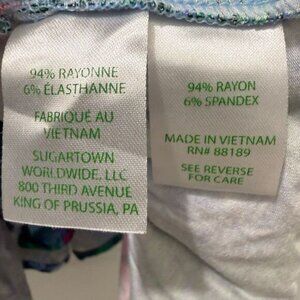 94% RAYONNE
6% ÉLASTHANNE
FABRIQUÉ AU
VIETNAM
SUGARTOWN
WORLDWIDE, LLC
800 THIRD AVENUE
KING OF PRUSSIA, PA
94% RAYON
6% SPANDEX
MADE IN VIETNAM
RN# 88189
SEE REVERSE
FOR CARE